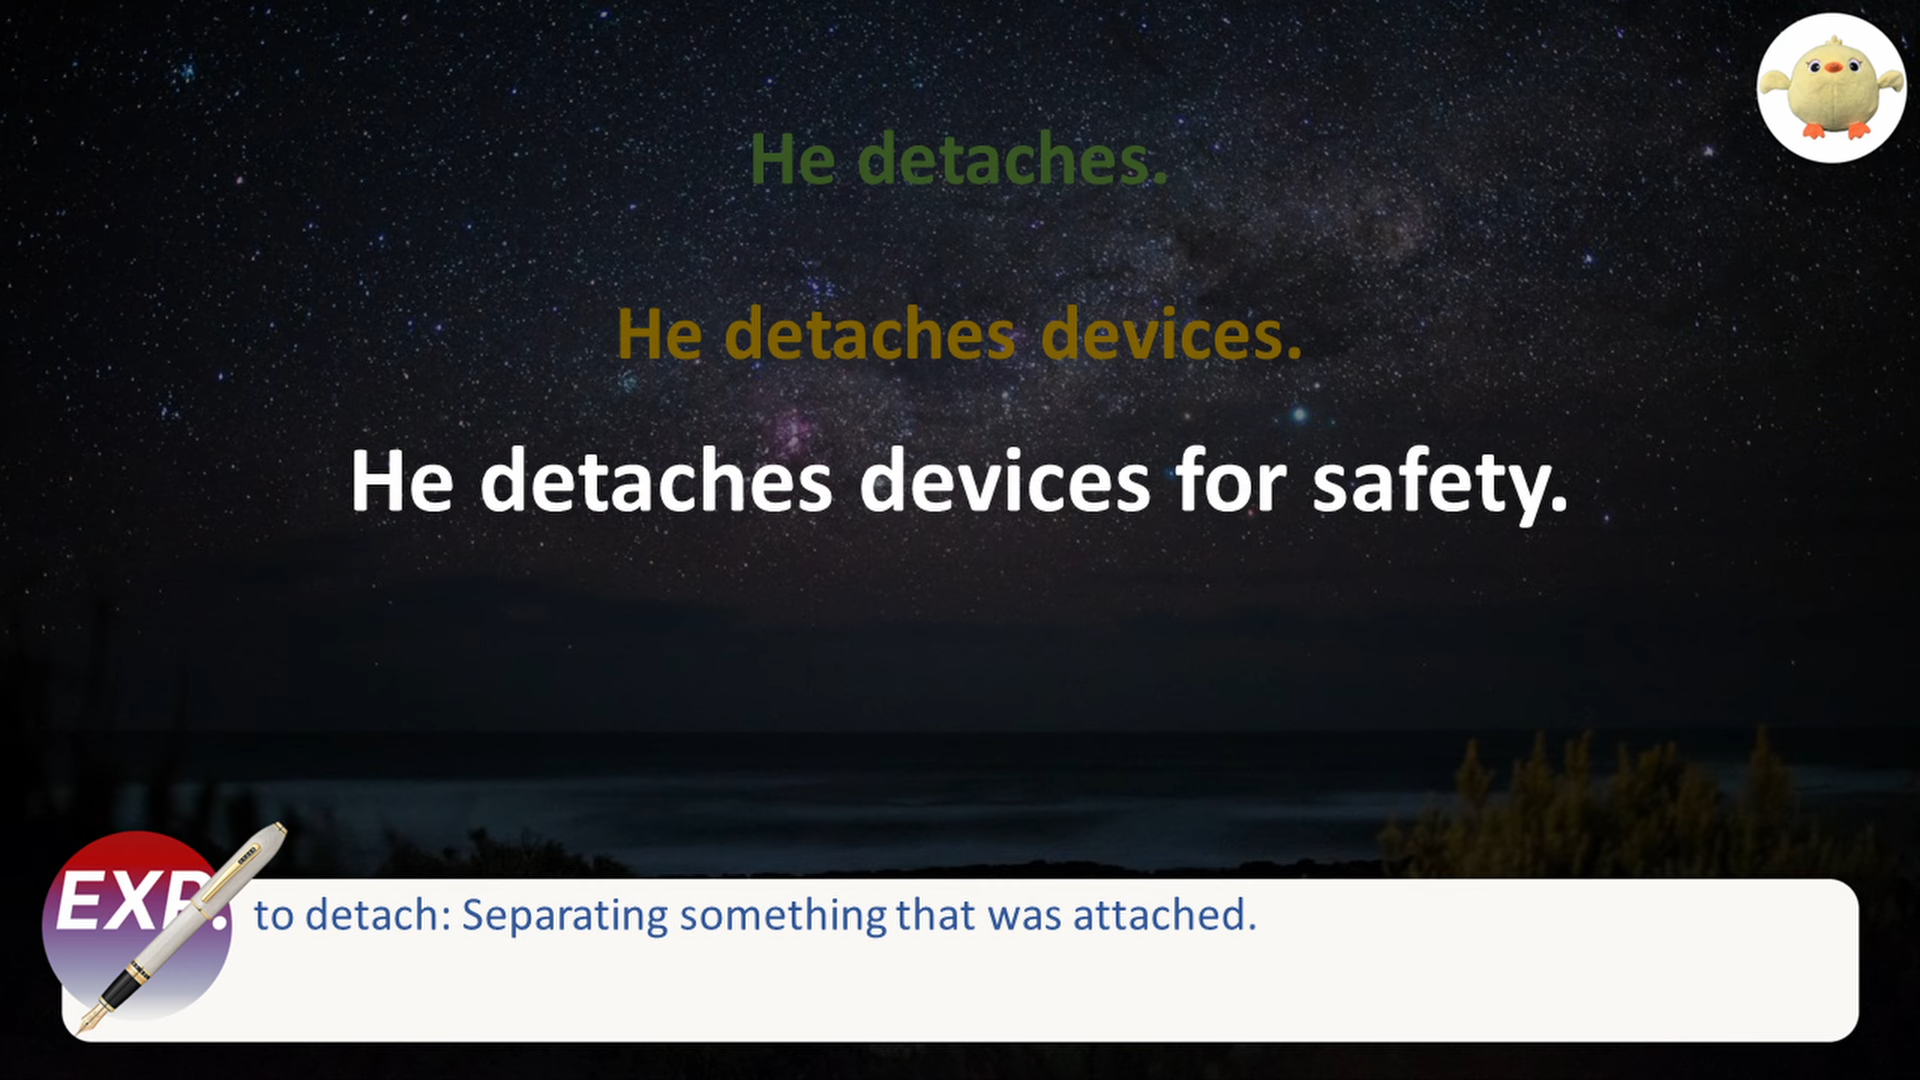 He detaches.
He detaches devices.
He detaches devices for safety.
EXP.
to detach: Separating something that was attached.